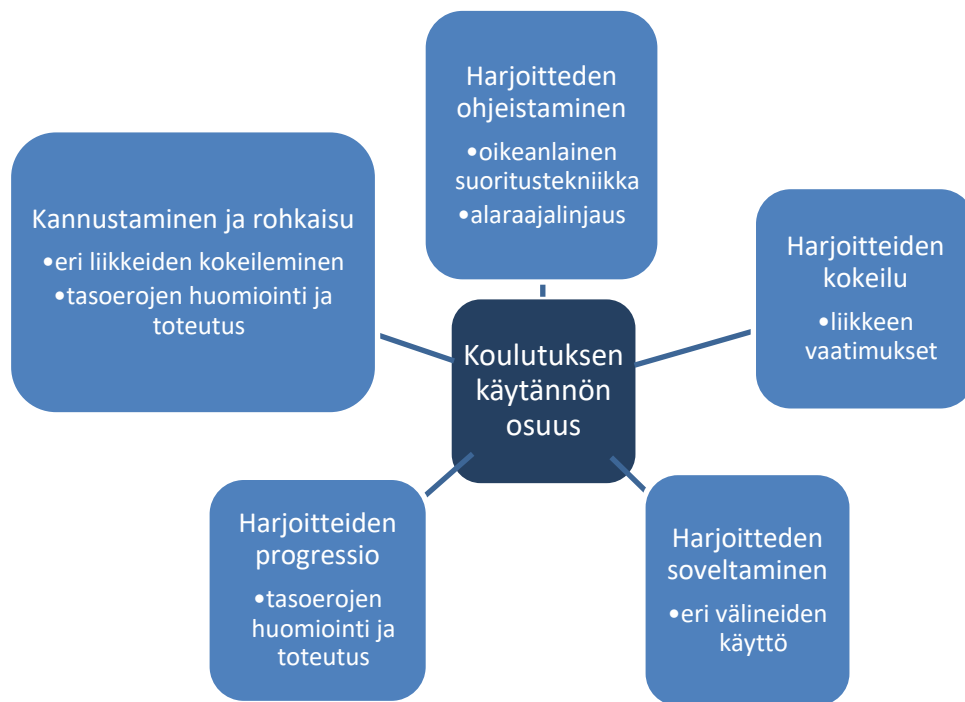 Harjoitteden
ohjeistaminen
•oikeanlainen
suoritustekniikka
•alaraajalinjaus
Kannustaminen ja rohkaisu
•eri liikkeiden kokeileminen
•tasoerojen huomiointi ja
toteutus
Harjoitteiden
kokeilu
•liikkeen
vaatimukset
Koulutuksen
käytännön
osuus
Harjoitteiden
progressio
•tasoerojen
huomiointi ja
toteutus
Harjoitteden
soveltaminen
•eri välineiden
käyttö